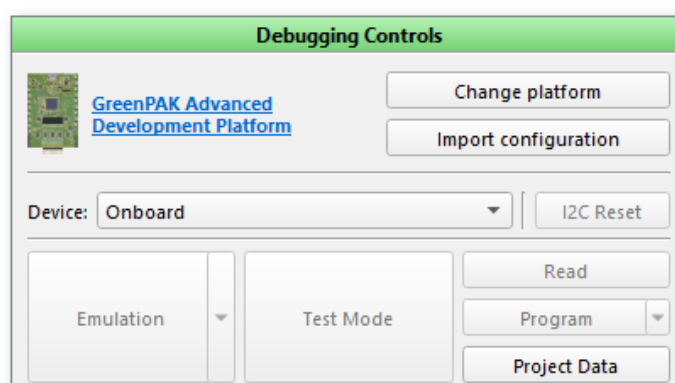 Debugging Controls
GreenPAK Advanced
Development Platform
Change platform
Import configuration
Device: Onboard
I2C Reset
Emulation
Test Mode
Read
Program
Project Data